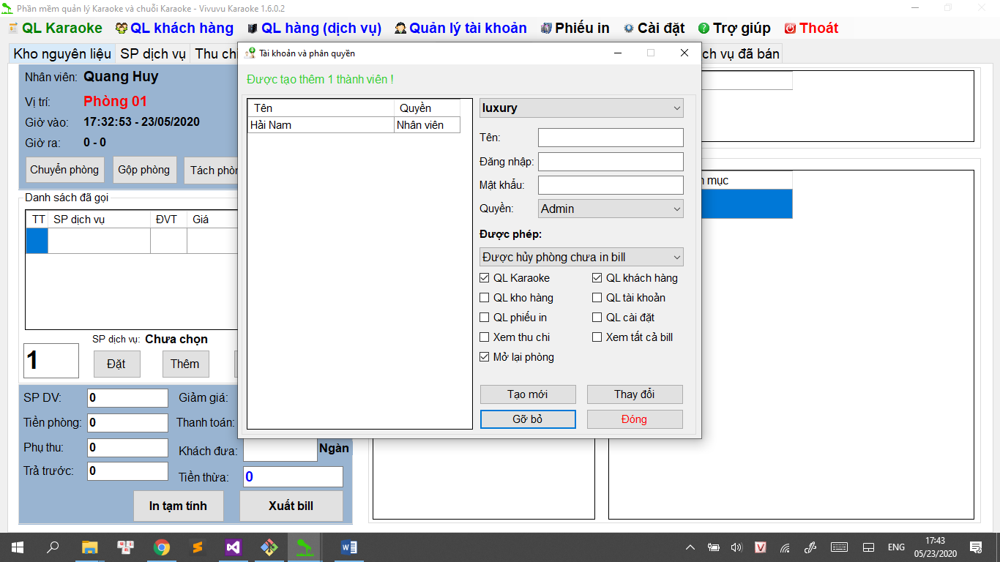 Phần mềm quản lý Karaoke và chuỗi Karaoke - Vivuvu Karaoke 1.6.0.2
QL Karaoke QL khách hàng QL hàng (dịch vụ) Quản lý tài khoản Phiếu in Cài đặt Trợ giúp Thoát
Kho nguyên liệu SP dịch vụ Thu chi vụ đã bán
Tài khoản và phân quyền
Được tạo thêm 1 thành viên !
Nhân viên: Quang Huy
Vị trí: Phòng 01
Giờ vào: 17:32:53 - 23/05/2020
Giờ ra: 0 - 0
Chuyển phòng Gộp phòng Tách
Danh sách đã gọi
TT SP dịch vụ ĐVT Giá
SP dịch vụ: Chưa chọn
1 Đặt Thêm
SP DV: 0 Giảm giá:
Tiền phòng: 0 Thanh toán:
Phụ thu: 0 Khách đưa: Ngàn
Trả trước: 0 Tiền thừa: 0
In tạm tính Xuất bill
Tên Quyền
Hải Nam Nhân viên
luxury
Tên:
Đăng nhập:
Mật khẩu:
Quyền: Admin
Được phép:
Được hủy phòng chưa in bill
QL Karaoke QL khách hàng
QL kho hàng QL tài khoản
QL phiếu in QL cài đặt
Xem thu chi Xem tất cả bill
Mở lại phòng
Tạo mới Thay đổi
Gỡ bỏ Đóng
mục
ENG 17:43
05/23/2020